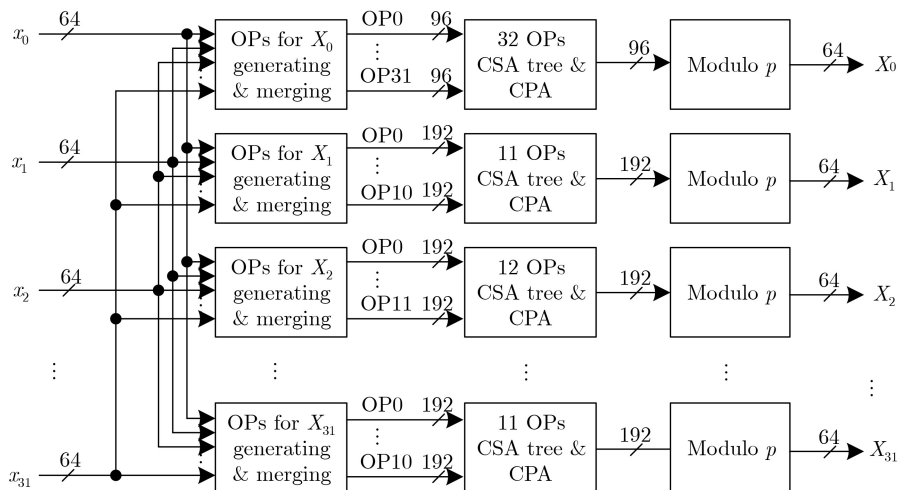 x₀ 64 OPs for X₀ generating & merging OP0 96 ⋮ OP31 96 32 OPs CSA tree & CPA 96 Modulo p 64 X₀
x₁ 64 OPs for X₁ generating & merging OP0 192 ⋮ OP10 192 11 OPs CSA tree & CPA 192 Modulo p 64 X₁
x₂ 64 OPs for X₂ generating & merging OP0 192 ⋮ OP11 192 12 OPs CSA tree & CPA 192 Modulo p 64 X₂
⋮ ⋮ ⋮ ⋮ ⋮
x₃₁ 64 OPs for X₃₁ generating & merging OP0 192 ⋮ OP10 192 11 OPs CSA tree & CPA 192 Modulo p 64 X₃₁